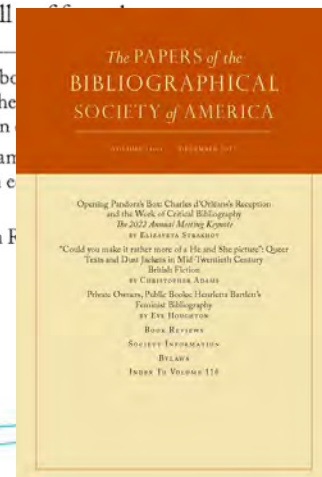 ll
The PAPERS of the
BIBLIOGRAPHICAL
SOCIETY of AMERICA
DECEMBER
Opening Pandora's Box: Charles d'Orléans's Reception
and the Work of Critical Bibliography
The 2022 Annual Meeting Keynote
BY ELIZAVETA STRAKHOV
"Could you make it rather more of a He and She picture": Queer
Texts and Dust Jackets in Mid-Twentieth Century
British Fiction
BY CHRISTOPHER ADAMS
Private Owners, Public Books: Henrietta Bartlett's
Feminist Bibliography
BY EVE HOUGHTON
BOOK REVIEWS
SOCIETY INFORMATION
BYLAWS
INDEX TO VOLUME 116